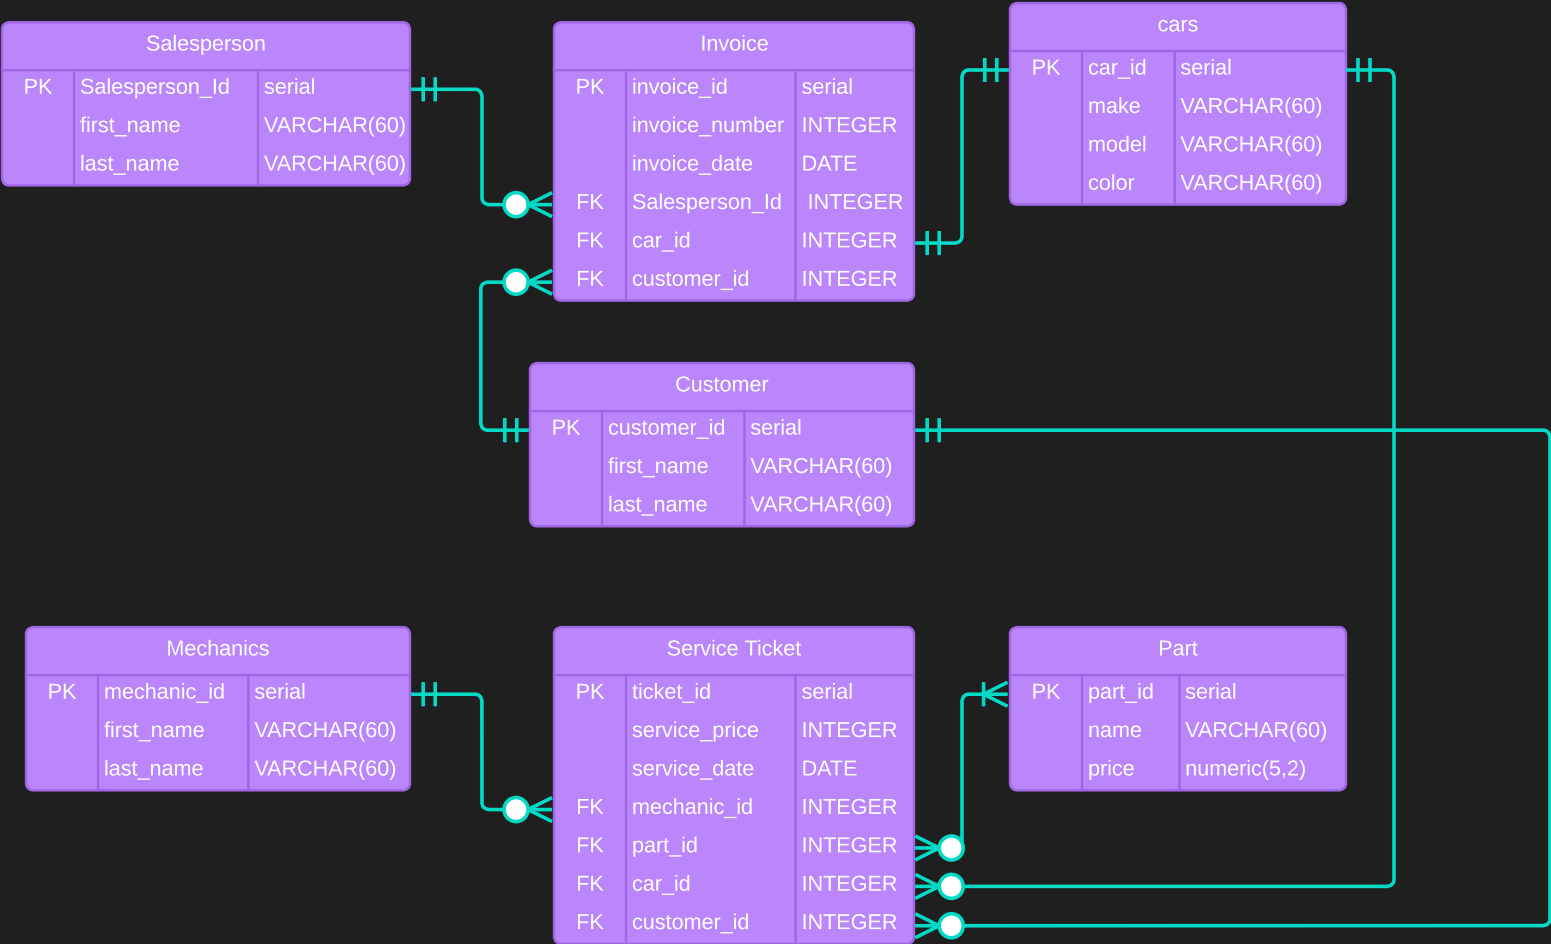 Salesperson
PK Salesperson_Id serial
first_name VARCHAR(60)
last_name VARCHAR(60)
Invoice
PK invoice_id serial
invoice_number INTEGER
invoice_date DATE
FK Salesperson_Id INTEGER
FK car_id INTEGER
FK customer_id INTEGER
cars
PK car_id serial
make VARCHAR(60)
model VARCHAR(60)
color VARCHAR(60)
Customer
PK customer_id serial
first_name VARCHAR(60)
last_name VARCHAR(60)
Mechanics
PK mechanic_id serial
first_name VARCHAR(60)
last_name VARCHAR(60)
Service Ticket
PK ticket_id serial
service_price INTEGER
service_date DATE
FK mechanic_id INTEGER
FK part_id INTEGER
FK car_id INTEGER
FK customer_id INTEGER
Part
PK part_id serial
name VARCHAR(60)
price numeric(5,2)